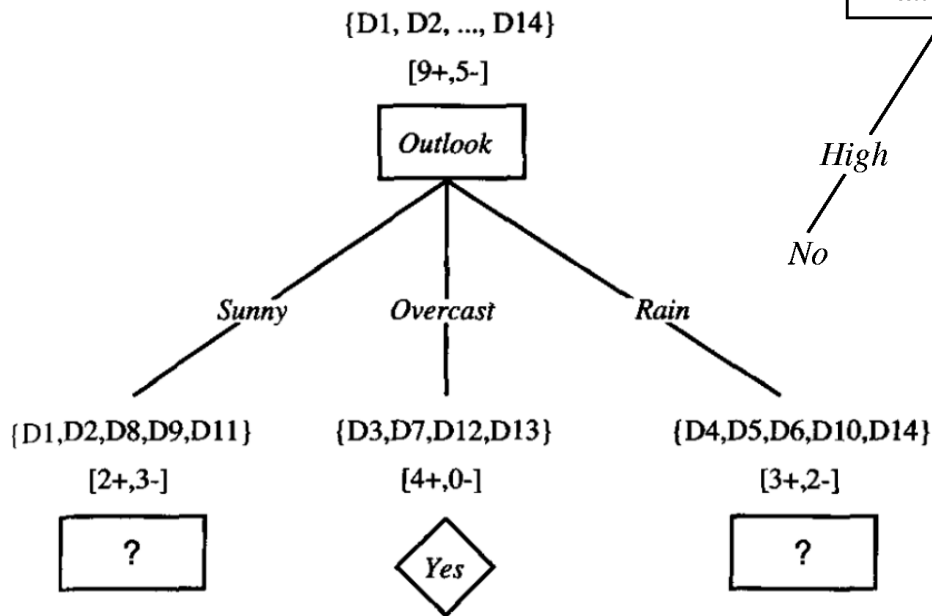 {D1, D2, ..., D14}
[9+,5-]
Outlook
High
No
Sunny
Overcast
Rain
{D1,D2,D8,D9,D11}
{D3,D7,D12,D13}
{D4,D5,D6,D10,D14}
[2+,3-]
[4+,0-]
[3+,2-]
?
Yes
?